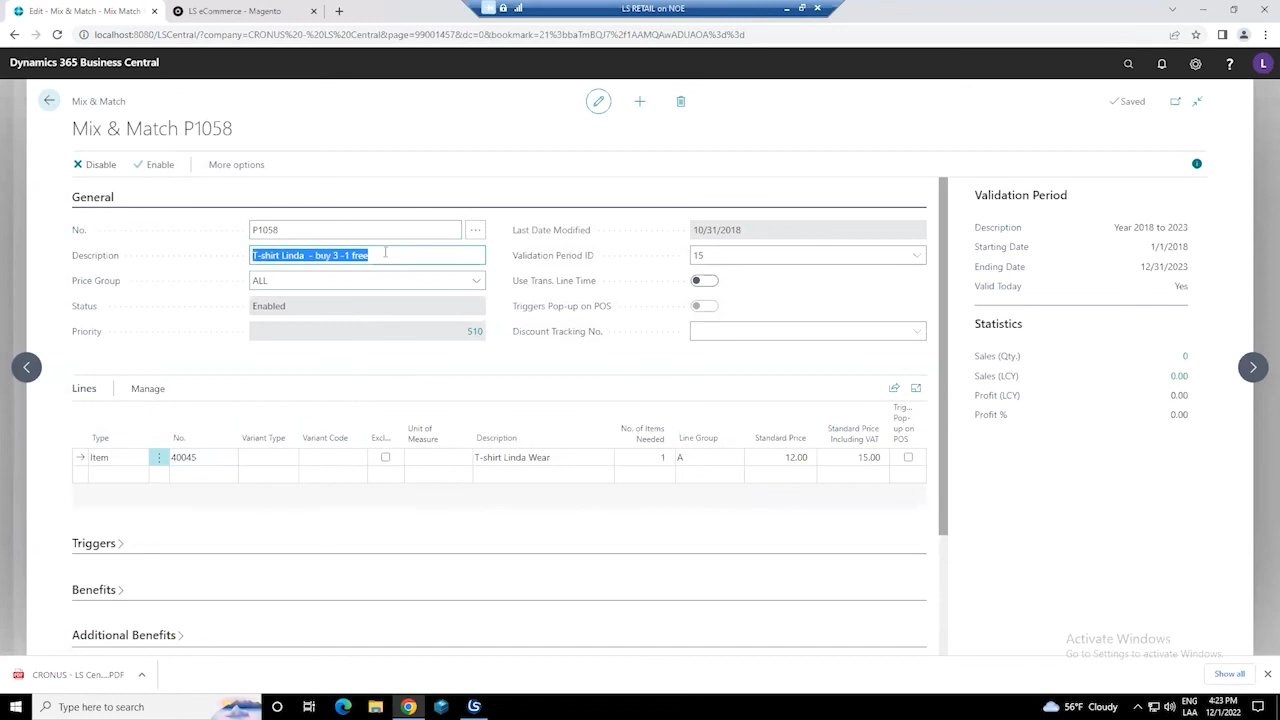 Edit - Mix & Match - Mix Match
LS eCommerce - Magento
LS RETAIL on NOE
localhost:8080/LSCentral/?company=CRONUS%20-%20LS%20Central&page=99001457&dc=0&bookmark=21%3bbaTmBQJ7%2f1AAMQAwADUAOA%3d%3d
Dynamics 365 Business Central
L
Mix & Match
Saved
Mix & Match P1058
Disable
Enable
More options
General
No.
P1058
Description
T-shirt Linda - buy 3 -1 free
Price Group
ALL
Status
Enabled
Priority
510
Last Date Modified
10/31/2018
Validation Period ID
15
Use Trans. Line Time
Triggers Pop-up on POS
Discount Tracking No.
Validation Period
Description
Year 2018 to 2023
Starting Date
1/1/2018
Ending Date
12/31/2023
Valid Today
Yes
Statistics
Sales (Qty.)
0
Sales (LCY)
0.00
Profit (LCY)
0.00
Profit %
0.00
Lines
Manage
Type
No.
Variant Type
Variant Code
Excl...
Unit of Measure
Description
No. of Items Needed
Line Group
Standard Price
Standard Price Including VAT
Trig... Pop-up on POS
Item
40045
T-shirt Linda Wear
1
A
12.00
15.00
Triggers
Benefits
Additional Benefits
Activate Windows
Go to Settings to activate Windows.
CRONUS - LS Cen....PDF
Show all
Type here to search
56°F Cloudy
ENG
LAA
4:23 PM
12/1/2022